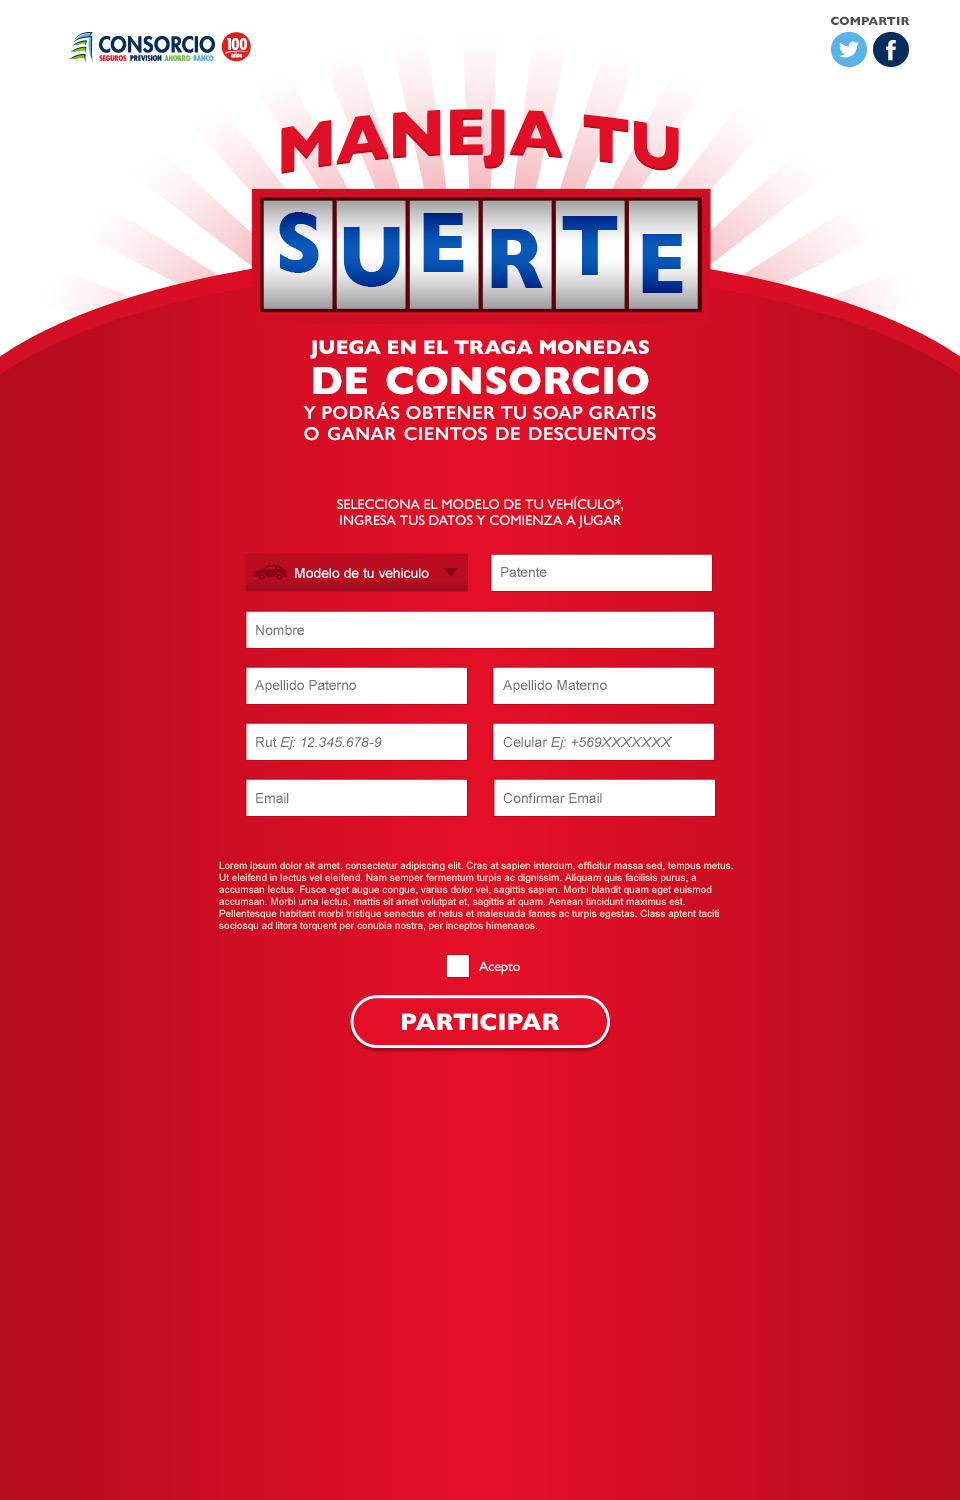 COMPARTIR
CONSORCIO
SEGUROS PREVISION AHORRO BANCO
100
años
MANEJA TU
SUERTE
JUEGA EN EL TRAGA MONEDAS
DE CONSORCIO
Y PODRÁS OBTENER TU SOAP GRATIS
O GANAR CIENTOS DE DESCUENTOS
SELECCIONA EL MODELO DE TU VEHÍCULO*,
INGRESA TUS DATOS Y COMIENZA A JUGAR
Modelo de tu vehiculo
Patente
Nombre
Apellido Paterno
Apellido Materno
Rut Ej: 12.345.678-9
Celular Ej: +569XXXXXXX
Email
Confirmar Email
Lorem ipsum dolor sit amet, consectetur adipiscing elit. Cras at sapien interdum, efficitur massa sed, tempus metus.
Ut eleifend in lectus vel eleifend. Nam semper fermentum turpis ac dignissim. Aliquam quis facilisis purus, a
accumsan lectus. Fusce eget augue congue, varius dolor vel, sagittis sapien. Morbi blandit quam eget euismod
accumsan. Morbi urna lectus, mattis sit amet volutpat et, sagittis at quam. Aenean tincidunt maximus est.
Pellentesque habitant morbi tristique senectus et netus et malesuada fames ac turpis egestas. Class aptent taciti
sociosqu ad litora torquent per conubia nostra, per inceptos himenaeos.
Acepto
PARTICIPAR